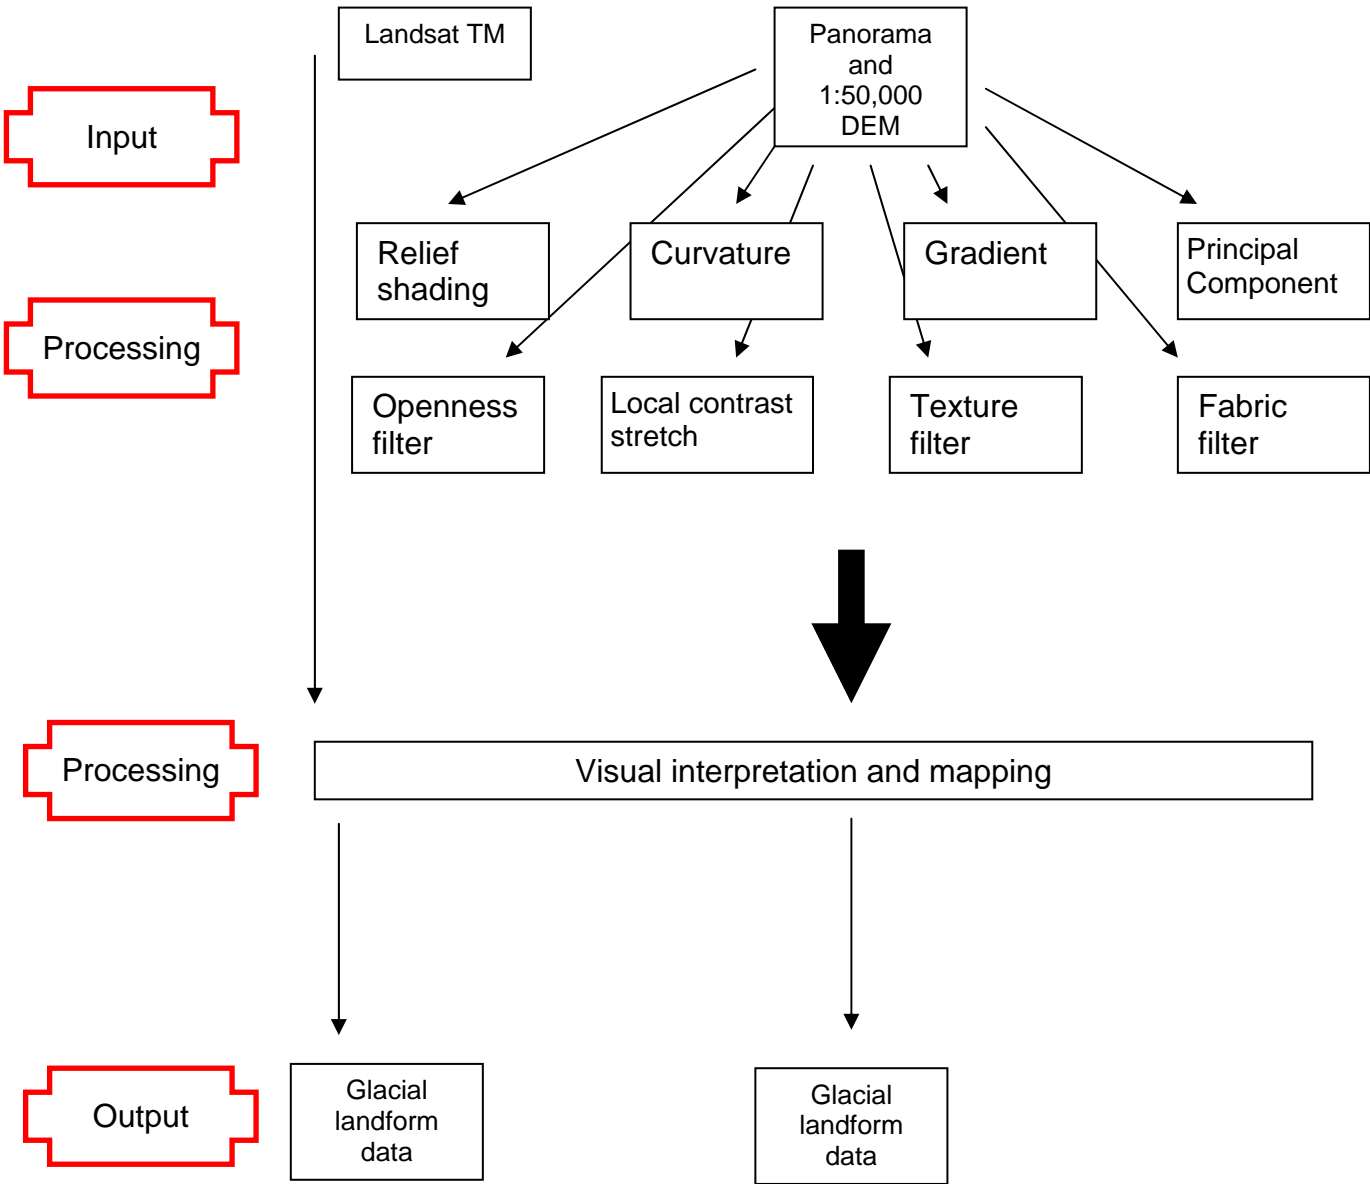 Landsat TM
Panorama
and
1:50,000
DEM
Input
Relief
shading
Curvature
Gradient
Principal
Component
Processing
Openness
filter
Local contrast
stretch
Texture
filter
Fabric
filter
Processing
Visual interpretation and mapping
Output
Glacial
landform
data
Glacial
landform
data